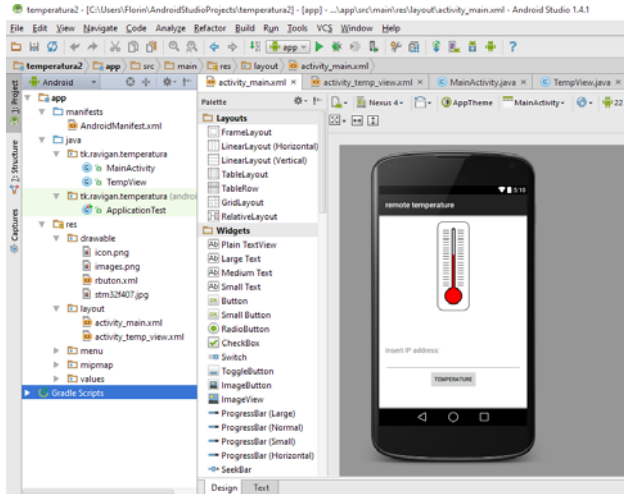 temperatura2 - [C:\Users\Florin\AndroidStudioProjects\temperatura2] - [app] - ...\app\src\main\res\layout\activity_main.xml - Android Studio 1.4.1
File Edit View Navigate Code Analyze Refactor Build Run Tools VCS Window Help
app
temperatura2 app src main res layout activity_main.xml
Android
activity_main.xml × activity_temp_view.xml × MainActivity.java × TempView.java ×
1: Project
7: Structure
Captures
app
manifests
AndroidManifest.xml
java
tk.ravigan.temperatura
MainActivity
TempView
tk.ravigan.temperatura (androi
ApplicationTest
res
drawable
icon.png
images.png
rbuton.xml
stm32f407.jpg
layout
activity_main.xml
activity_temp_view.xml
menu
mipmap
values
Gradle Scripts
Palette
Layouts
FrameLayout
LinearLayout (Horizontal)
LinearLayout (Vertical)
TableLayout
TableRow
GridLayout
RelativeLayout
Widgets
Plain TextView
Large Text
Medium Text
Small Text
Button
Small Button
RadioButton
CheckBox
Switch
ToggleButton
ImageButton
ImageView
ProgressBar (Large)
ProgressBar (Normal)
ProgressBar (Small)
ProgressBar (Horizontal)
SeekBar
Design Text
Nexus 4 AppTheme MainActivity 22
5:10
remote temperature
Insert IP address:
TEMPERATURE